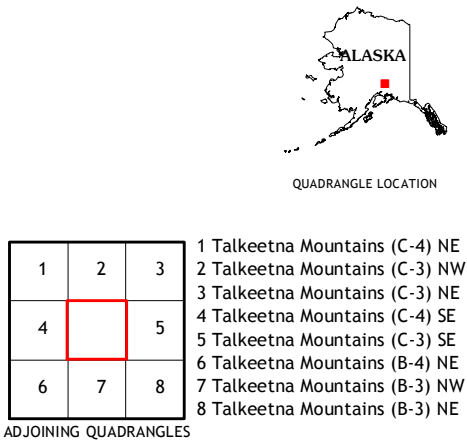 ALASKA
QUADRANGLE LOCATION
1 2 3
4 5
6 7 8
ADJOINING QUADRANGLES
1 Talkeetna Mountains (C-4) NE
2 Talkeetna Mountains (C-3) NW
3 Talkeetna Mountains (C-3) NE
4 Talkeetna Mountains (C-4) SE
5 Talkeetna Mountains (C-3) SE
6 Talkeetna Mountains (B-4) NE
7 Talkeetna Mountains (B-3) NW
8 Talkeetna Mountains (B-3) NE